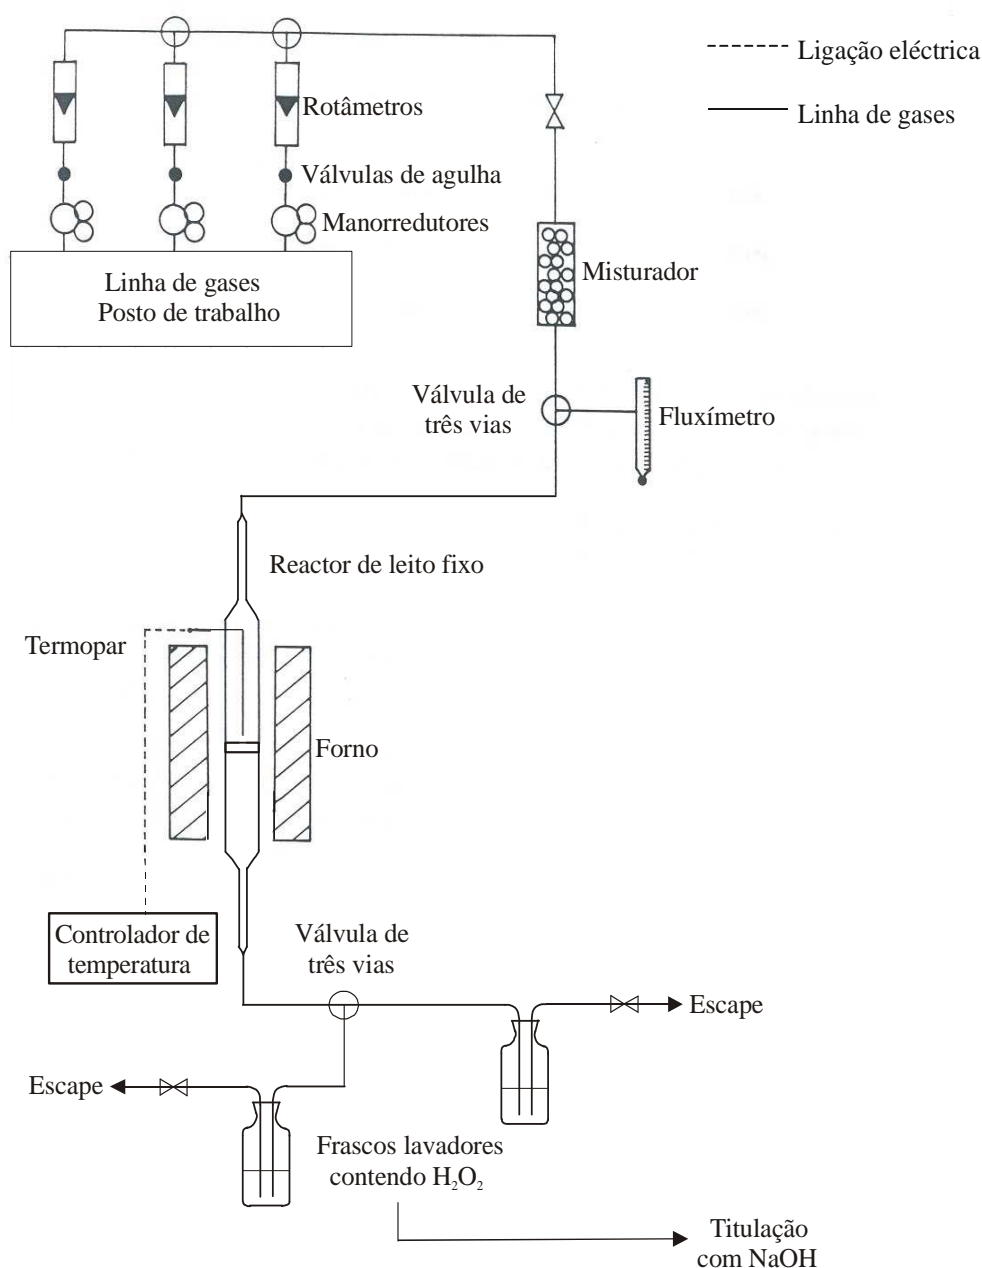 Ligação eléctrica
Linha de gases
Rotâmetros
Válvulas de agulha
Manorredutores
Linha de gases
Posto de trabalho
Misturador
Válvula de
três vias
Fluxímetro
Reactor de leito fixo
Termopar
Forno
Controlador de
temperatura
Válvula de
três vias
Escape
Escape
Frascos lavadores
contendo H₂O₂
Titulação
com NaOH